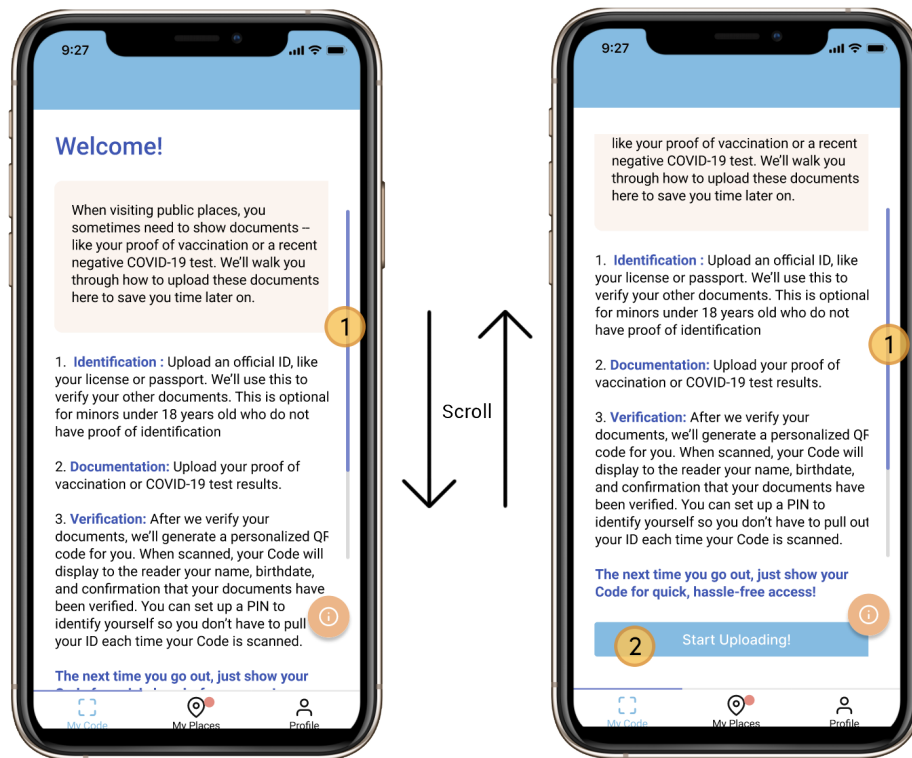 9:27
Welcome!
When visiting public places, you
sometimes need to show documents --
like your proof of vaccination or a recent
negative COVID-19 test. We'll walk you
through how to upload these documents
here to save you time later on.
1
1. Identification : Upload an official ID, like
your license or passport. We'll use this to
verify your other documents. This is optional
for minors under 18 years old who do not
have proof of identification
2. Documentation: Upload your proof of
vaccination or COVID-19 test results.
3. Verification: After we verify your
documents, we'll generate a personalized QR
code for you. When scanned, your Code will
display to the reader your name, birthdate,
and confirmation that your documents have
been verified. You can set up a PIN to
identify yourself so you don't have to pull
your ID each time your Code is scanned.
The next time you go out, just show your
My Code
My Places
Profile
Scroll
9:27
like your proof of vaccination or a recent
negative COVID-19 test. We'll walk you
through how to upload these documents
here to save you time later on.
1. Identification : Upload an official ID, like
your license or passport. We'll use this to
verify your other documents. This is optional
for minors under 18 years old who do not
have proof of identification
1
2. Documentation: Upload your proof of
vaccination or COVID-19 test results.
3. Verification: After we verify your
documents, we'll generate a personalized QR
code for you. When scanned, your Code will
display to the reader your name, birthdate,
and confirmation that your documents have
been verified. You can set up a PIN to
identify yourself so you don't have to pull out
your ID each time your Code is scanned.
The next time you go out, just show your
Code for quick, hassle-free access!
2
Start Uploading!
My Code
My Places
Profile